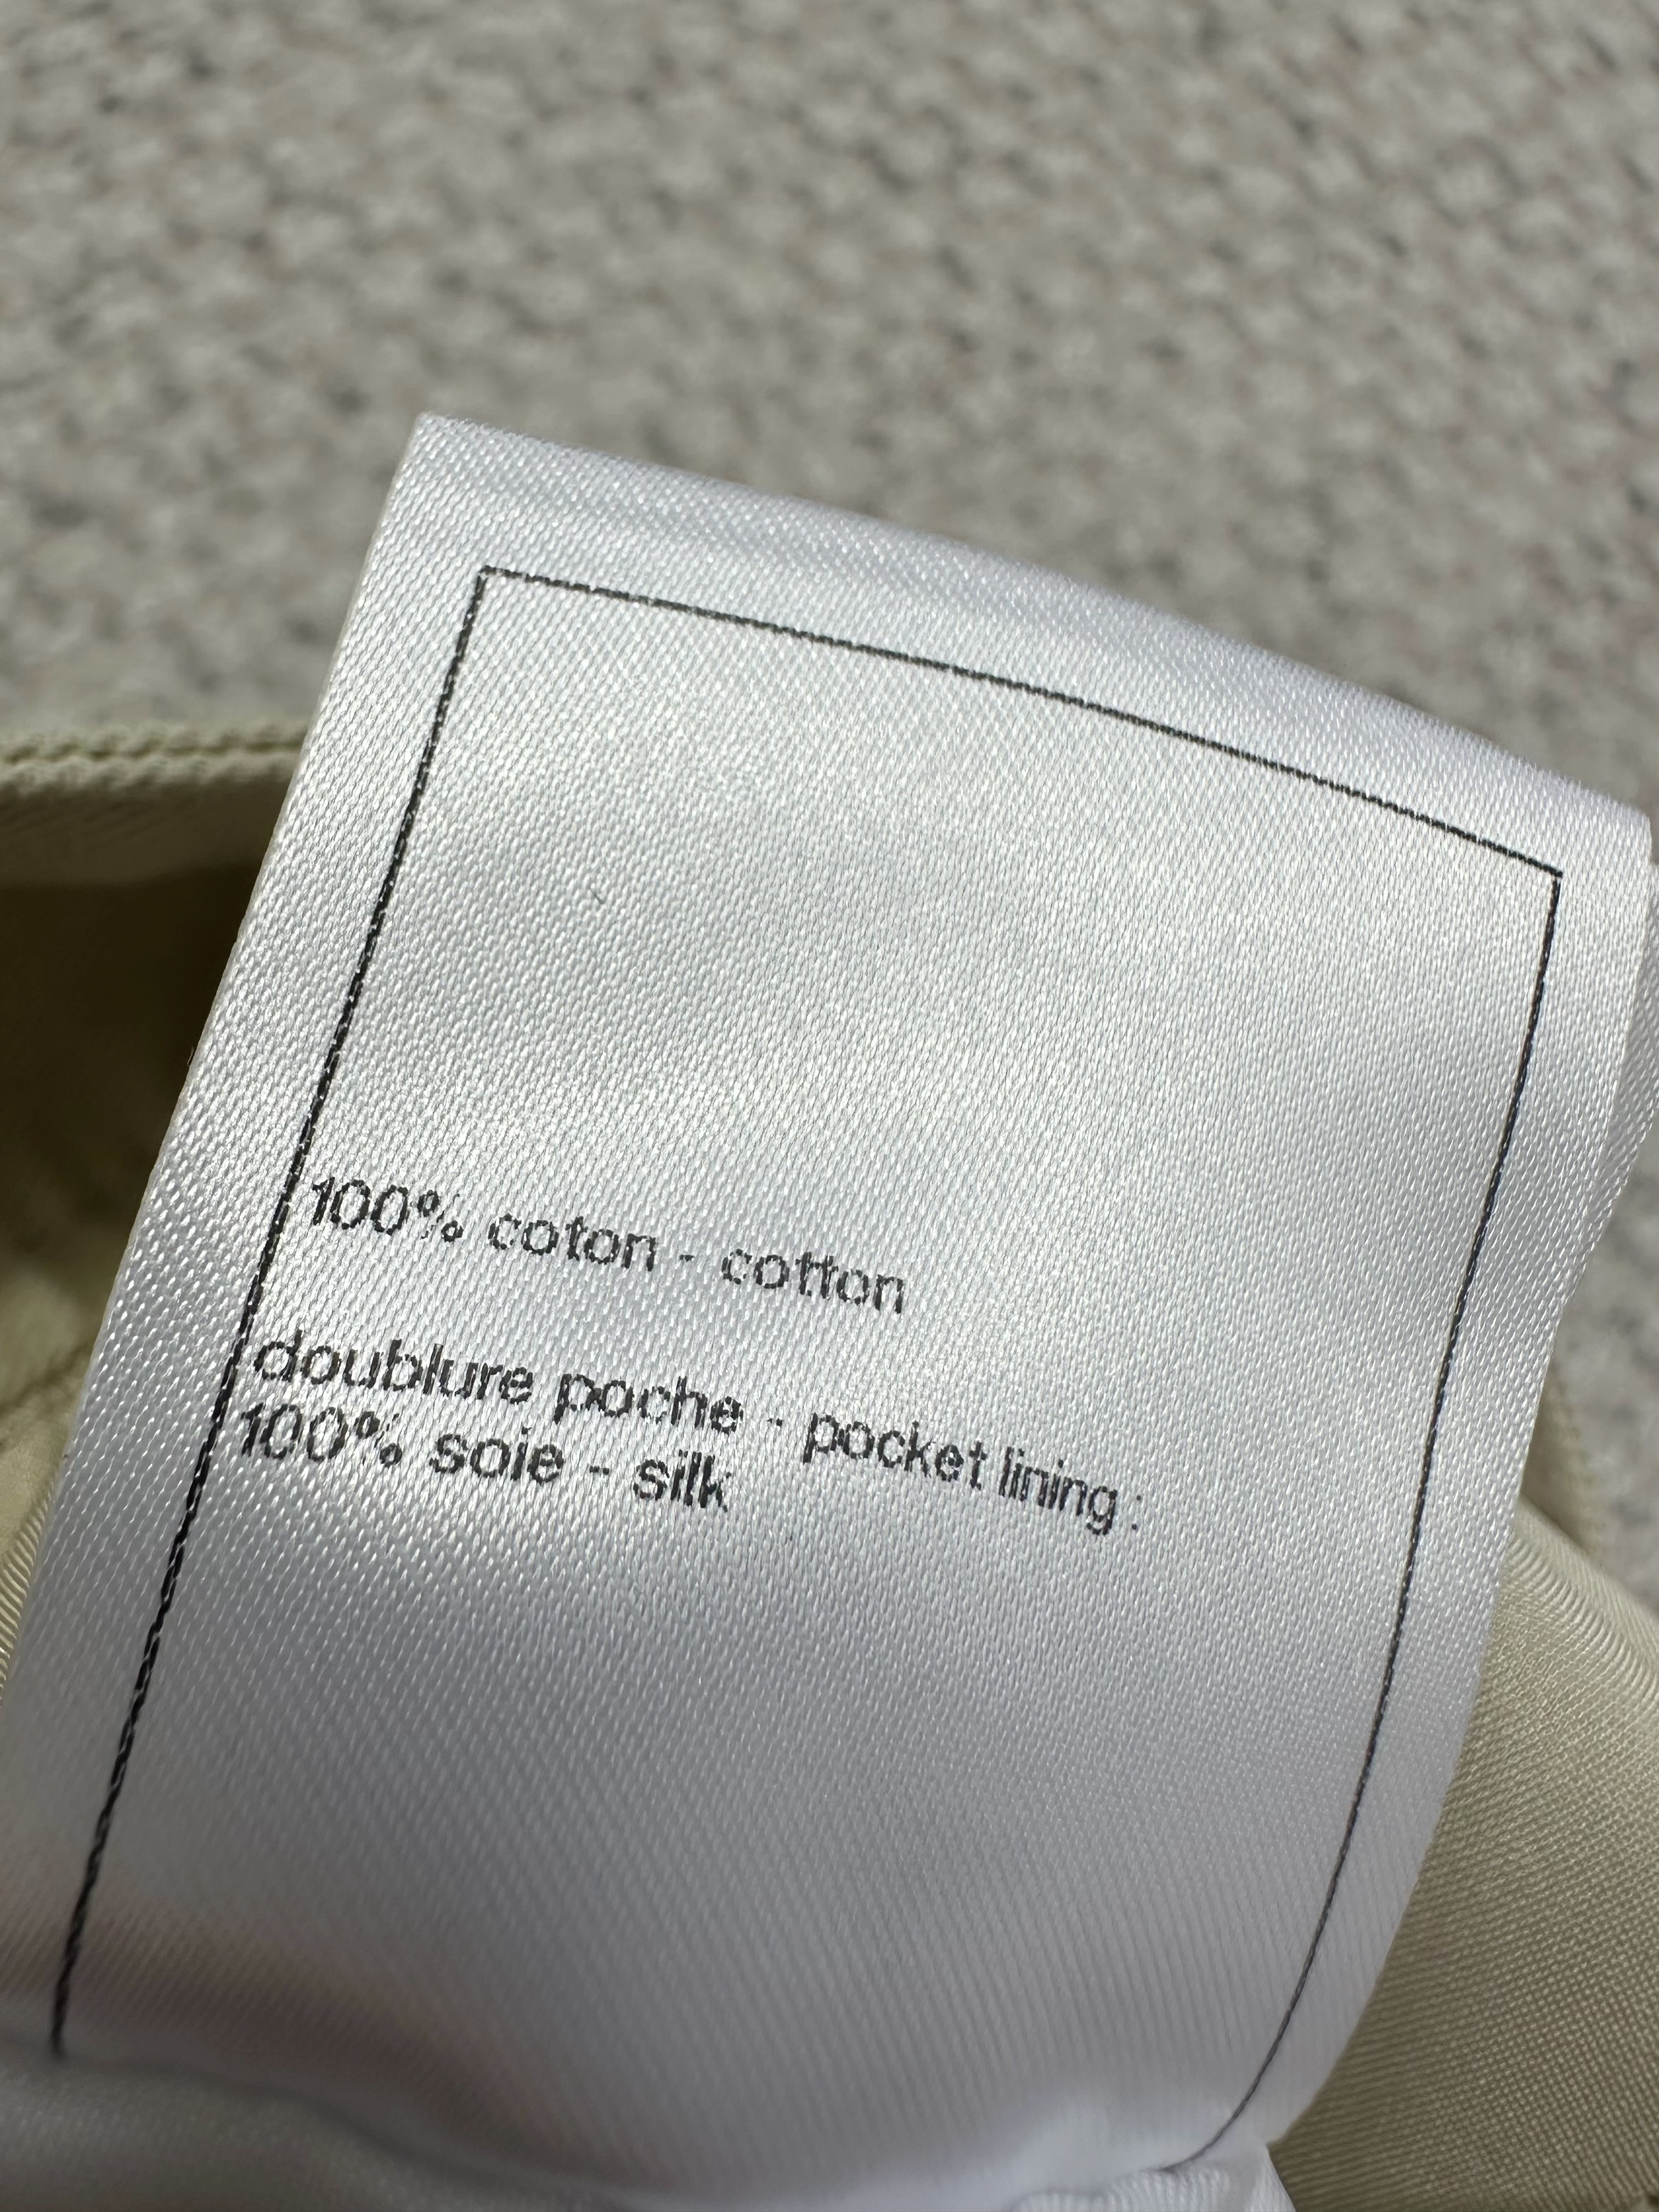 100% coton - cotton
doublure poche - pocket lining :
100% soie - silk